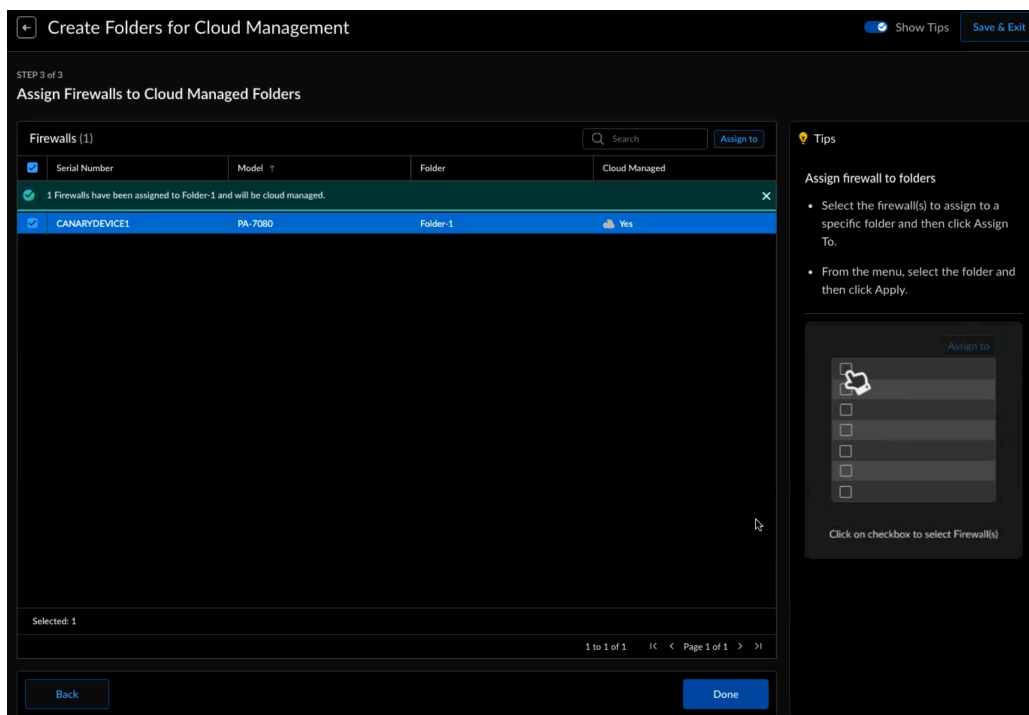 Create Folders for Cloud Management
Show Tips
Save & Exit
STEP 3 of 3
Assign Firewalls to Cloud Managed Folders
Firewalls (1)
Search
Assign to
Serial Number Model ↑ Folder Cloud Managed
1 Firewalls have been assigned to Folder-1 and will be cloud managed.
CANARYDEVICE1 PA-7080 Folder-1 Yes
Selected: 1
1 to 1 of 1 Page 1 of 1
Back
Done
Tips
Assign firewall to folders
• Select the firewall(s) to assign to a
specific folder and then click Assign
To.
• From the menu, select the folder and
then click Apply.
Assign to
Click on checkbox to select Firewall(s)